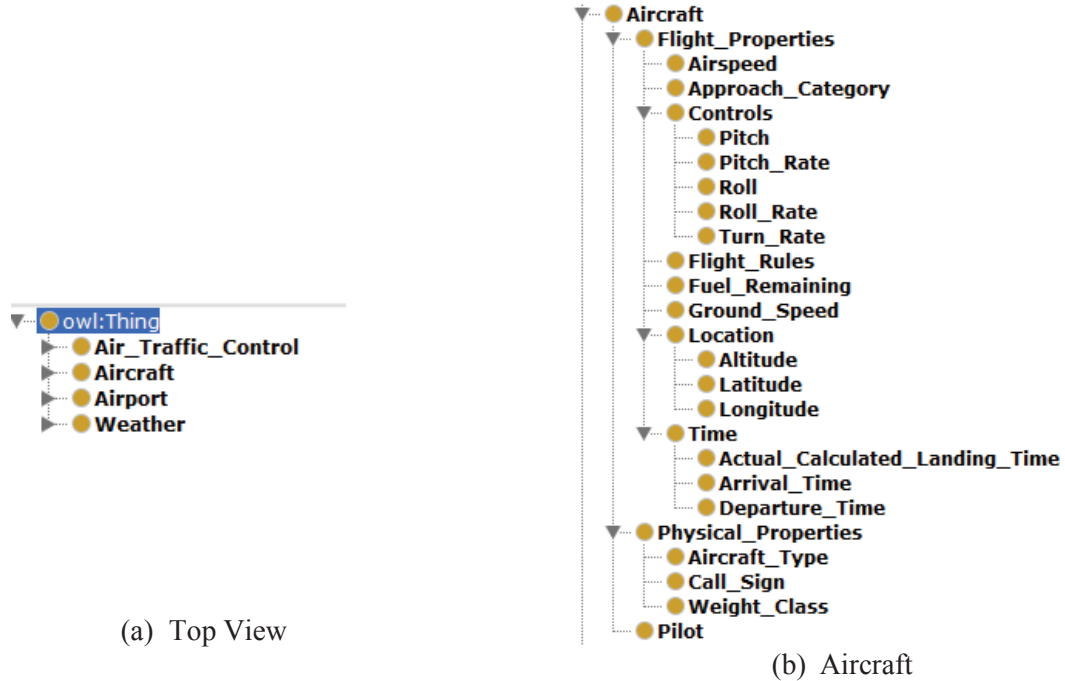 owl:Thing
Air_Traffic_Control
Aircraft
Airport
Weather
(a) Top View
Aircraft
Flight_Properties
Airspeed
Approach_Category
Controls
Pitch
Pitch_Rate
Roll
Roll_Rate
Turn_Rate
Flight_Rules
Fuel_Remaining
Ground_Speed
Location
Altitude
Latitude
Longitude
Time
Actual_Calculated_Landing_Time
Arrival_Time
Departure_Time
Physical_Properties
Aircraft_Type
Call_Sign
Weight_Class
Pilot
(b) Aircraft